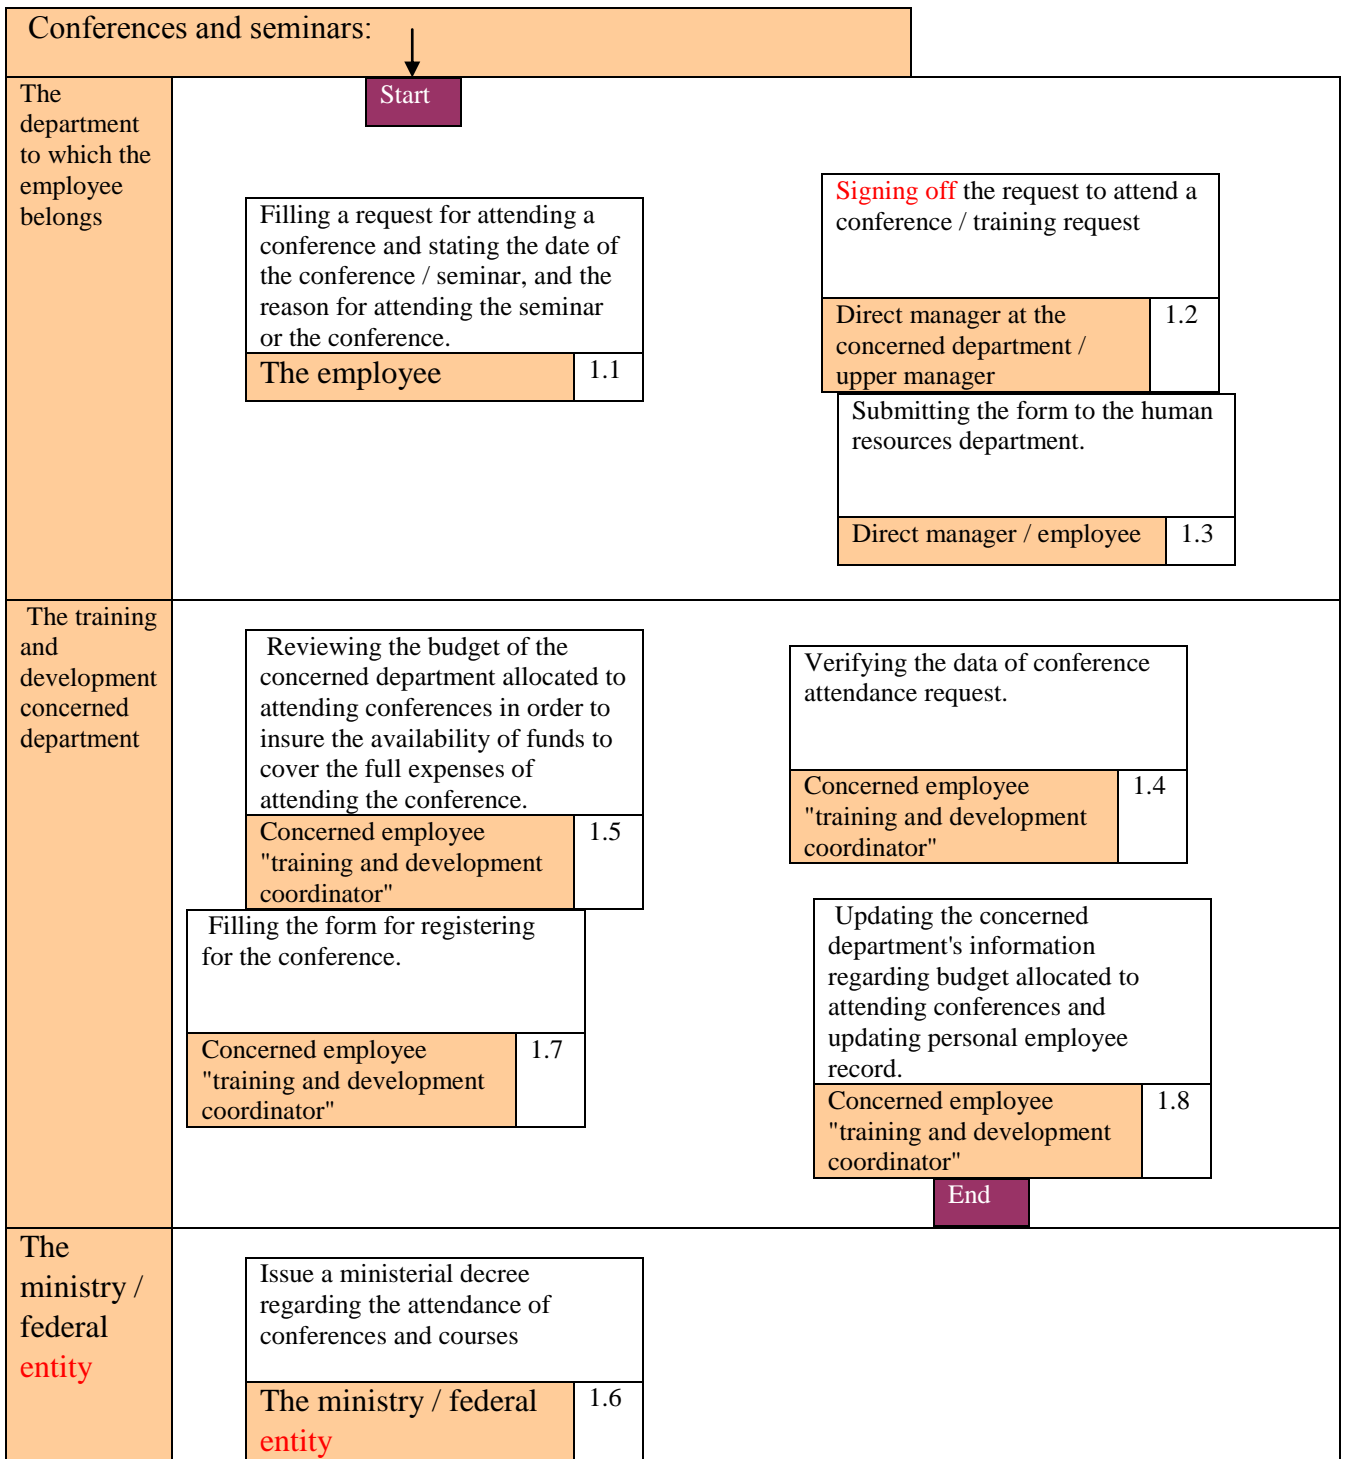 Conferences and seminars:
The
department
to which the
employee
belongs
Start
Filling a request for attending a
conference and stating the date of
the conference / seminar, and the
reason for attending the seminar
or the conference.
The employee
1.1
Signing off the request to attend a
conference / training request
Direct manager at the
concerned department /
upper manager
1.2
Submitting the form to the human
resources department.
Direct manager / employee
1.3
The training
and
development
concerned
department
Reviewing the budget of the
concerned department allocated to
attending conferences in order to
insure the availability of funds to
cover the full expenses of
attending the conference.
Concerned employee
"training and development
coordinator"
1.5
Verifying the data of conference
attendance request.
Concerned employee
"training and development
coordinator"
1.4
Filling the form for registering
for the conference.
Concerned employee
"training and development
coordinator"
1.7
Updating the concerned
department's information
regarding budget allocated to
attending conferences and
updating personal employee
record.
Concerned employee
"training and development
coordinator"
1.8
End
The
ministry /
federal
entity
Issue a ministerial decree
regarding the attendance of
conferences and courses
The ministry / federal
entity
1.6